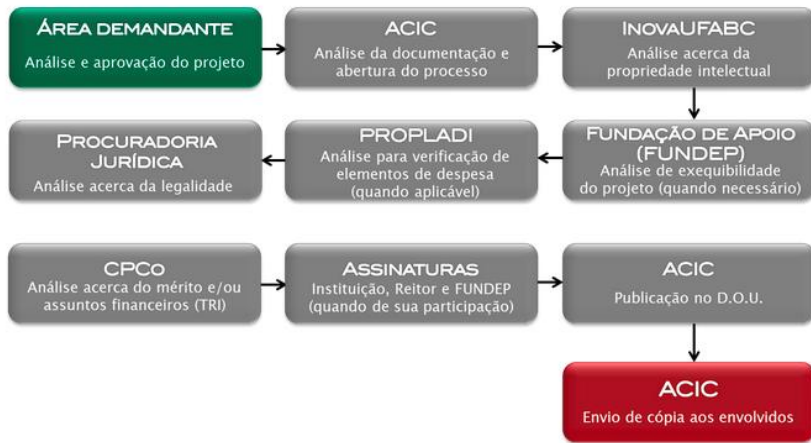 ÁREA DEMANDANTE
Análise e aprovação do projeto
ACIC
Análise da documentação e
abertura do processo
INOVAUFABC
Análise acerca da
propriedade intelectual
FUNDAÇÃO DE APOIO
(FUNDEP)
Análise de exequibilidade
do projeto (quando necessário)
PROPLADI
Análise para verificação de
elementos de despesa
(quando aplicável)
PROCURADORIA
JURÍDICA
Análise acerca da legalidade
CPCO
Análise acerca do mérito e/ou
assuntos financeiros (TRI)
ASSINATURAS
Instituição, Reitor e FUNDEP
(quando de sua participação)
ACIC
Publicação no D.O.U.
ACIC
Envio de cópia aos envolvidos